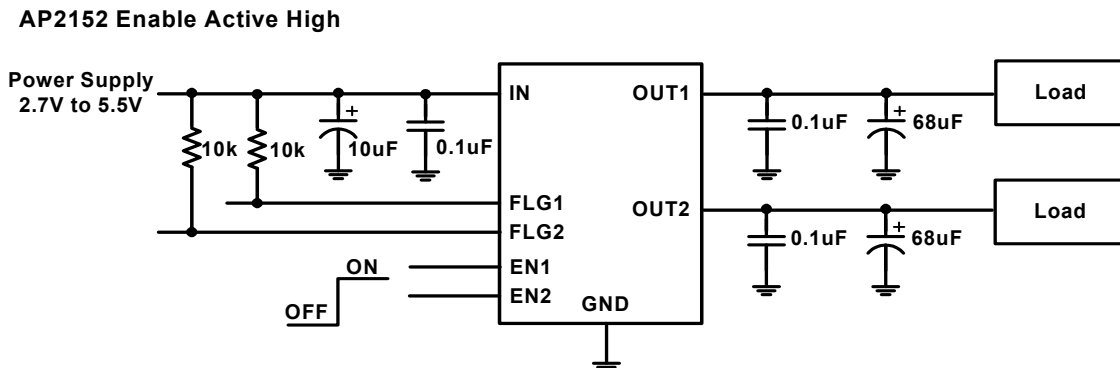 AP2152 Enable Active High
Power Supply
2.7V to 5.5V
10k
10k
+
10uF
0.1uF
IN
FLG1
FLG2
EN1
EN2
GND
OUT1
OUT2
0.1uF
+
68uF
Load
0.1uF
+
68uF
Load
ON
OFF